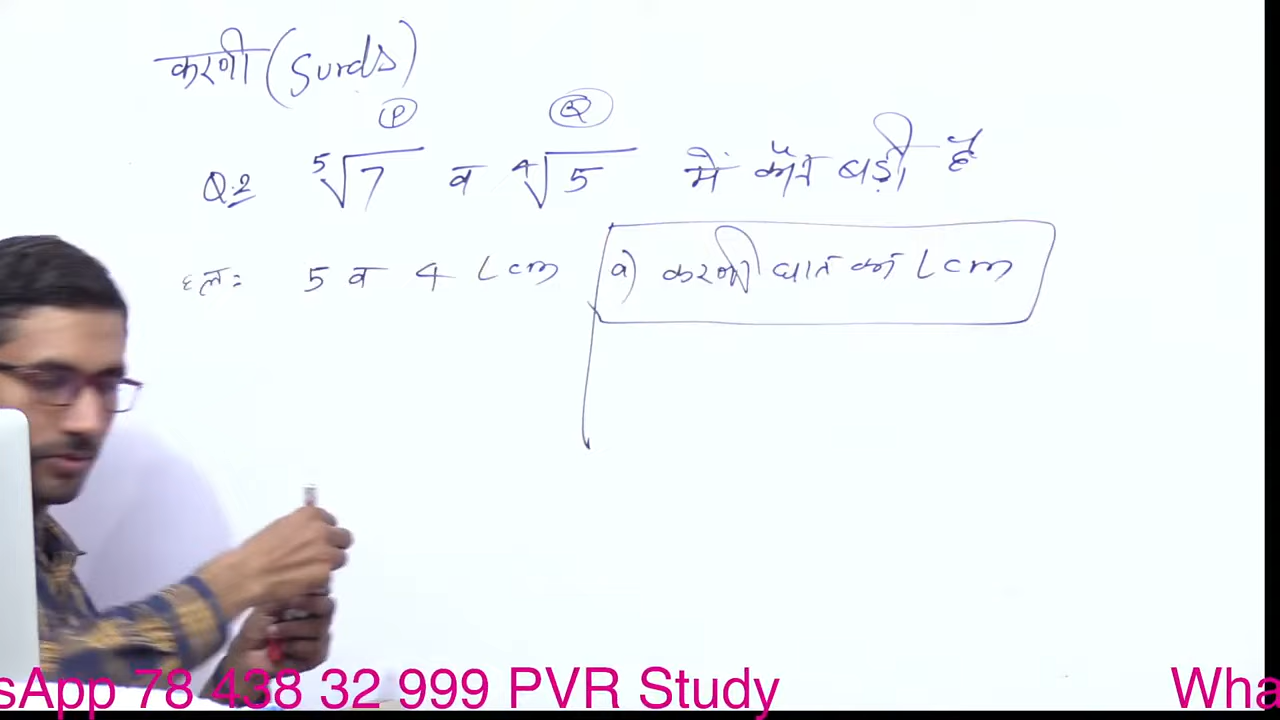 करणी (Surds)
P Q
Q.2 ⁵√7 व ⁴√5 में कौन बड़ी है
हल: 5 व 4 Lcm
a) करणी घात का Lcm
sApp 78 438 32 999 PVR Study Wha